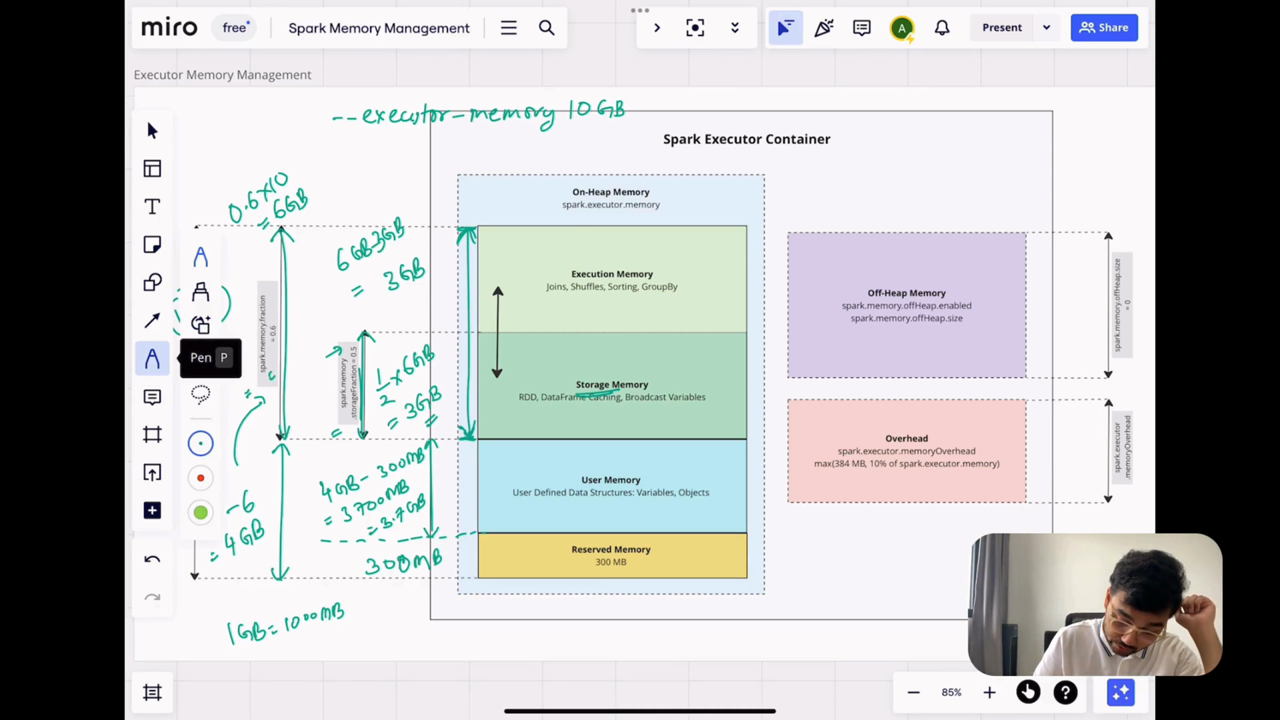 miro
free
Spark Memory Management
Present
Share
Executor Memory Management
--executor-memory 10GB
Spark Executor Container
On-Heap Memory
spark.executor.memory
0.6×10
= 6GB
6GB-3GB
= 3GB
Execution Memory
Joins, Shuffles, Sorting, GroupBy
Off-Heap Memory
spark.memory.offHeap.enabled
spark.memory.offHeap.size
spark.memory.offHeap.size
= 0
spark.memory.fraction
= 0.6
Pen P
spark.memory
.storageFraction = 0.5
1/2 × 6GB
= 3GB
=
Storage Memory
RDD, DataFrame Caching, Broadcast Variables
Overhead
spark.executor.memoryOverhead
max(384 MB, 10% of spark.executor.memory)
spark.executor
.memoryOverhead
4GB-300MB
= 3700MB
= 3.7GB
User Memory
User Defined Data Structures: Variables, Objects
-6
= 4GB
300MB
Reserved Memory
300 MB
1GB=1000MB
85%
A